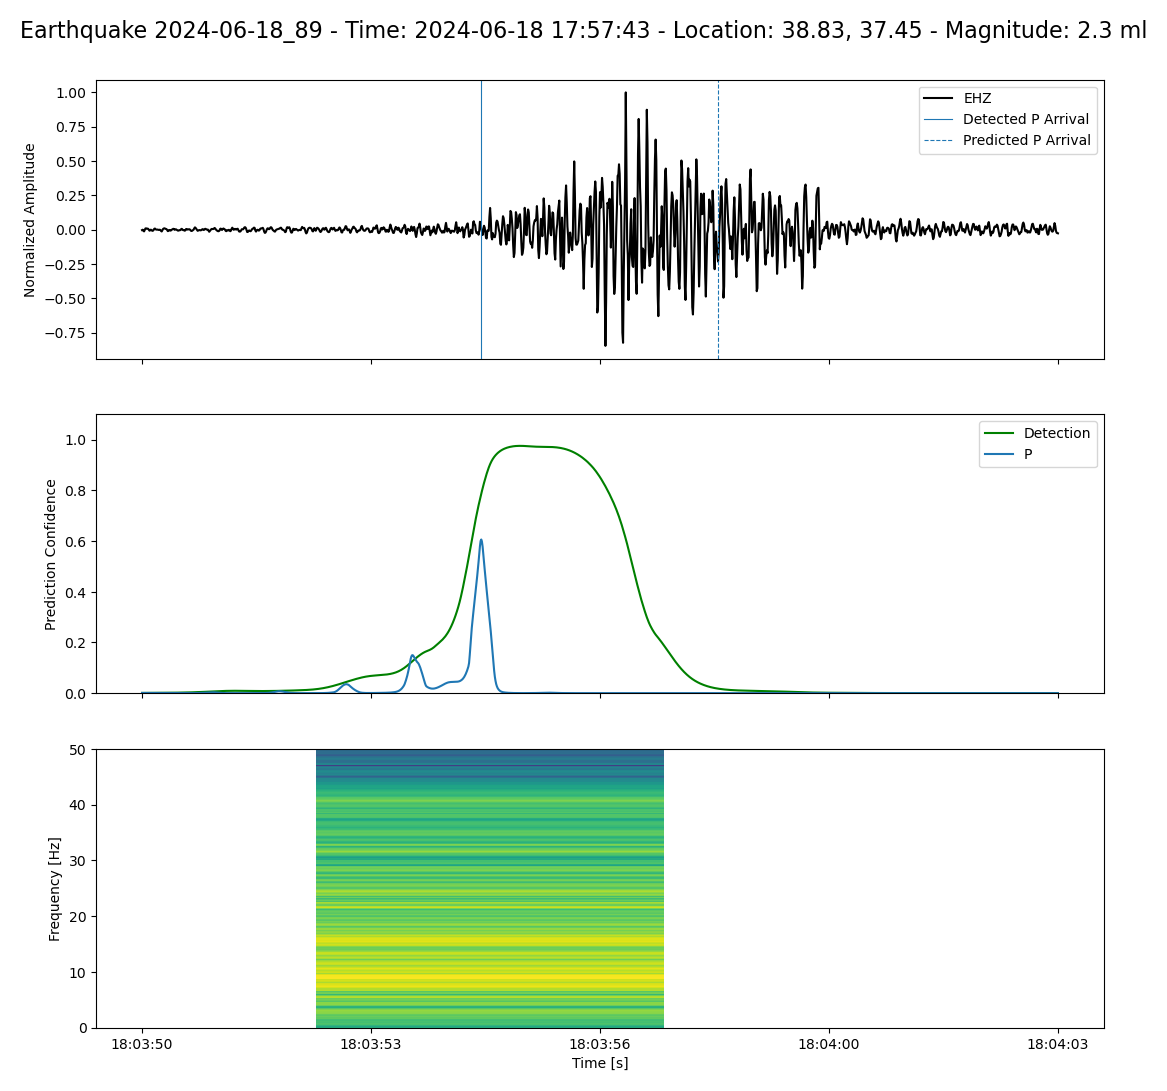 Earthquake 2024-06-18_89 - Time: 2024-06-18 17:57:43 - Location: 38.83, 37.45 - Magnitude: 2.3 ml
EHZ
Detected P Arrival
Predicted P Arrival
Normalized Amplitude
1.00
0.75
0.50
0.25
0.00
−0.25
−0.50
−0.75
Detection
P
Prediction Confidence
1.0
0.8
0.6
0.4
0.2
0.0
Frequency [Hz]
50
40
30
20
10
0
18:03:50 18:03:53 18:03:56 18:04:00 18:04:03
Time [s]